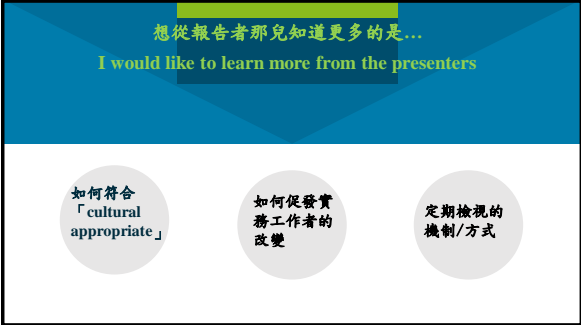 想從報告者那兒知道更多的是…
I would like to learn more from the presenters
如何符合
「cultural
appropriate」
如何促發實
務工作者的
改變
定期檢視的
機制/方式